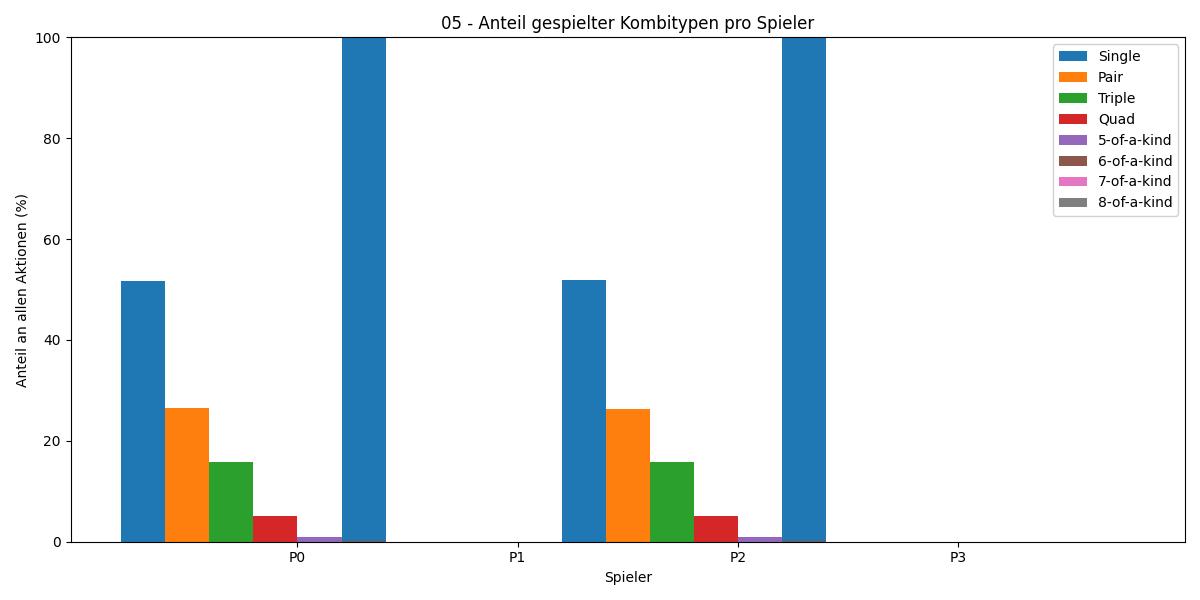 05 - Anteil gespielter Kombitypen pro Spieler
Anteil an allen Aktionen (%)
100
80
60
40
20
0
Single
Pair
Triple
Quad
5-of-a-kind
6-of-a-kind
7-of-a-kind
8-of-a-kind
P0
P1
P2
P3
Spieler